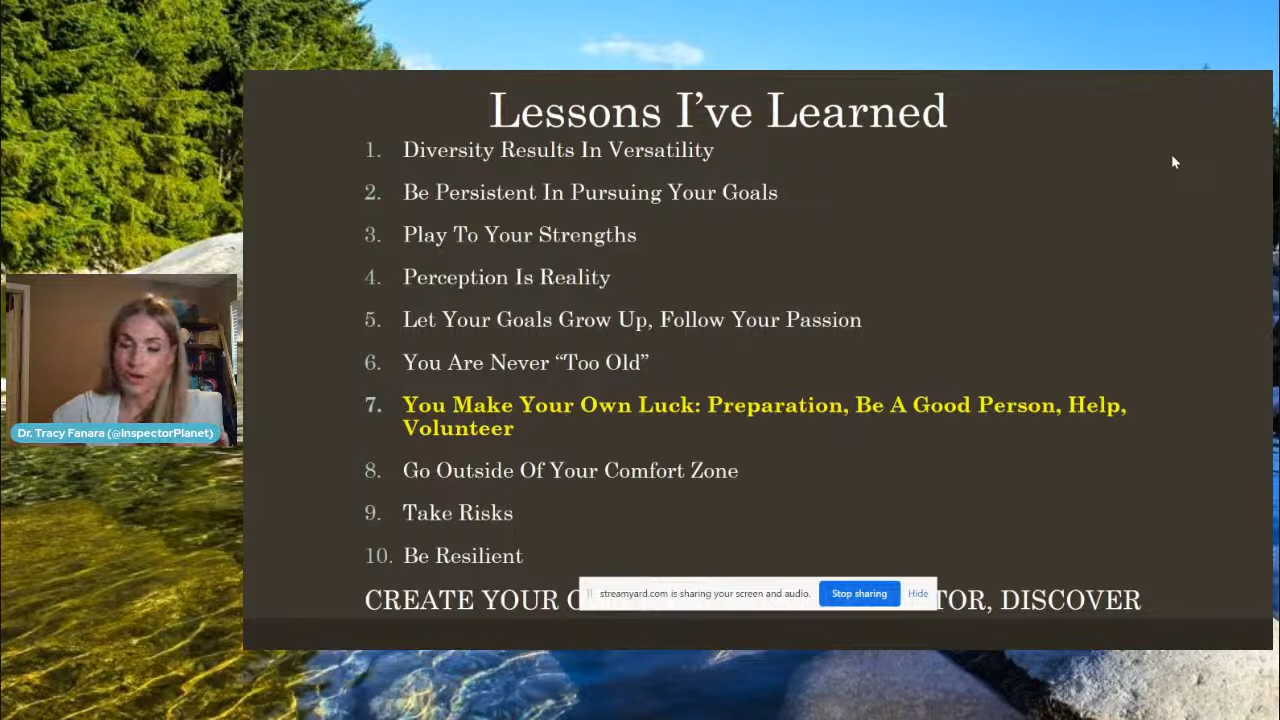 Lessons I've Learned
1. Diversity Results In Versatility
2. Be Persistent In Pursuing Your Goals
3. Play To Your Strengths
4. Perception Is Reality
5. Let Your Goals Grow Up, Follow Your Passion
6. You Are Never “Too Old”
7. You Make Your Own Luck: Preparation, Be A Good Person, Help,
Volunteer
8. Go Outside Of Your Comfort Zone
9. Take Risks
10. Be Resilient
CREATE YOUR TOR, DISCOVER
streamyard.com is sharing your screen and audio. Stop sharing Hide
Dr. Tracy Fanara (@InspectorPlanet)